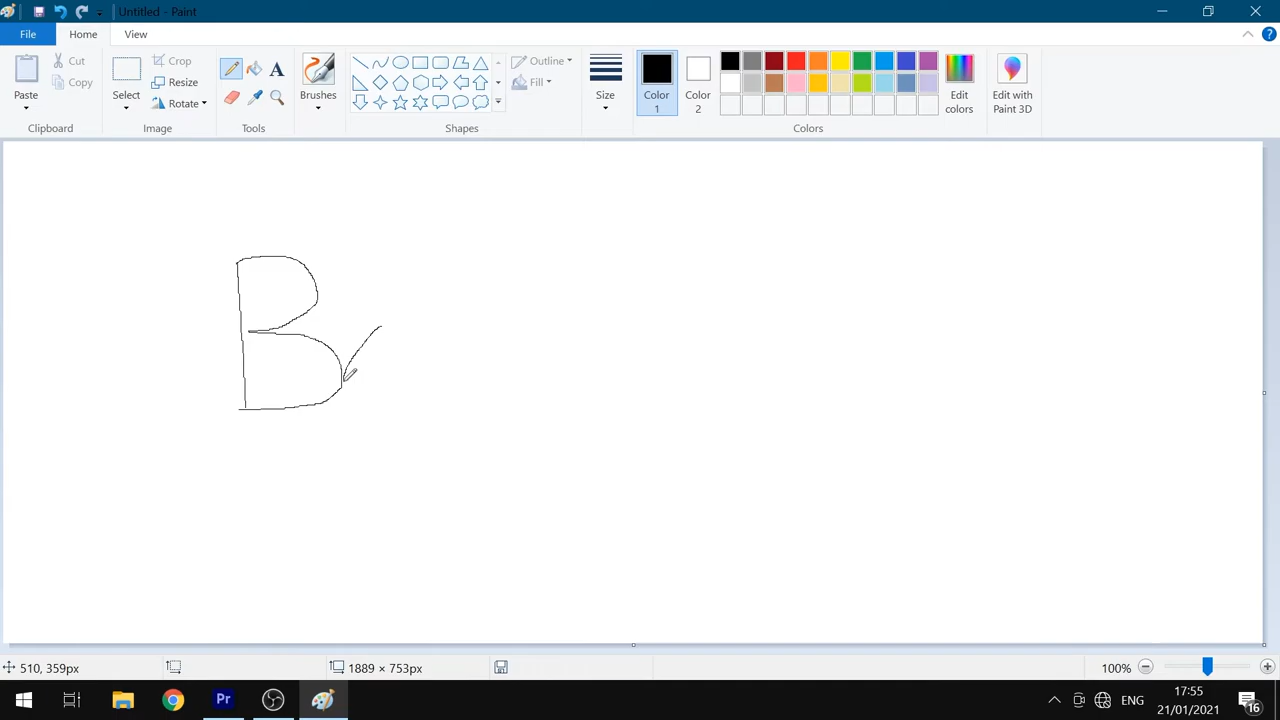 Untitled - Paint
File Home View
Paste
Cut
Copy
Clipboard
Select
Crop
Resize
Rotate
Image
Tools
Brushes
Outline
Fill
Shapes
Size
Color 1
Color 2
Edit colors
Colors
Edit with Paint 3D
B
510, 359px
1889 × 753px
100%
Pr
ENG
17:55
21/01/2021
16